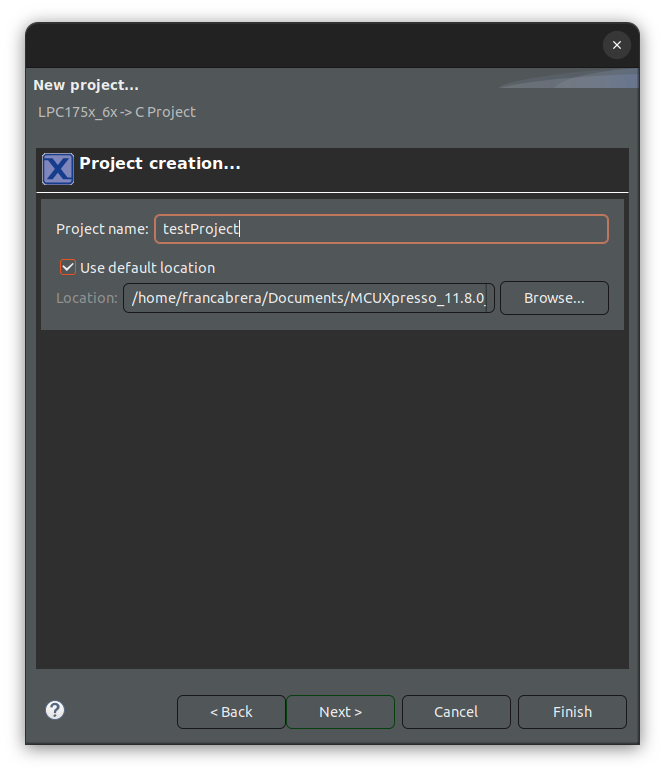 New project...
LPC175x_6x -> C Project
Project creation...
Project name: testProject
Use default location
Location: /home/francabrera/Documents/MCUXpresso_11.8.0_ Browse...
? < Back Next > Cancel Finish